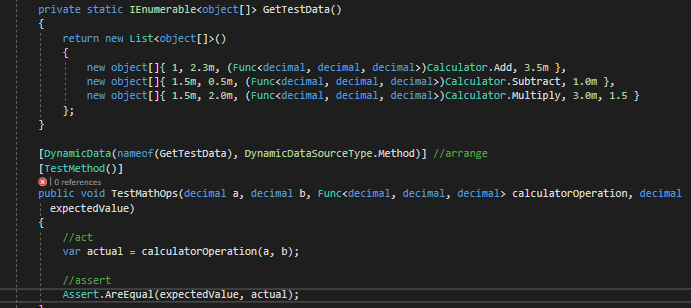 private static IEnumerable<object[]> GetTestData()
{
return new List<object[]>()
{
new object[]{ 1, 2.3m, (Func<decimal, decimal, decimal>)Calculator.Add, 3.5m },
new object[]{ 1.5m, 0.5m, (Func<decimal, decimal, decimal>)Calculator.Subtract, 1.0m },
new object[]{ 1.5m, 2.0m, (Func<decimal, decimal, decimal>)Calculator.Multiply, 3.0m, 1.5 }
};
}
[DynamicData(nameof(GetTestData), DynamicDataSourceType.Method)] //arrange
[TestMethod()]
0 references
public void TestMathOps(decimal a, decimal b, Func<decimal, decimal, decimal> calculatorOperation, decimal
expectedValue)
{
//act
var actual = calculatorOperation(a, b);
//assert
Assert.AreEqual(expectedValue, actual);